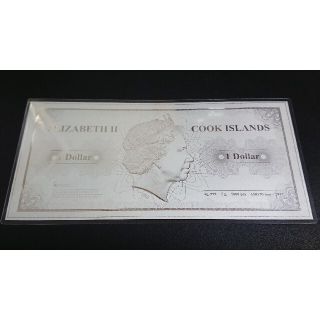 ELIZABETH II COOK ISLANDS
1 Dollar 1 Dollar